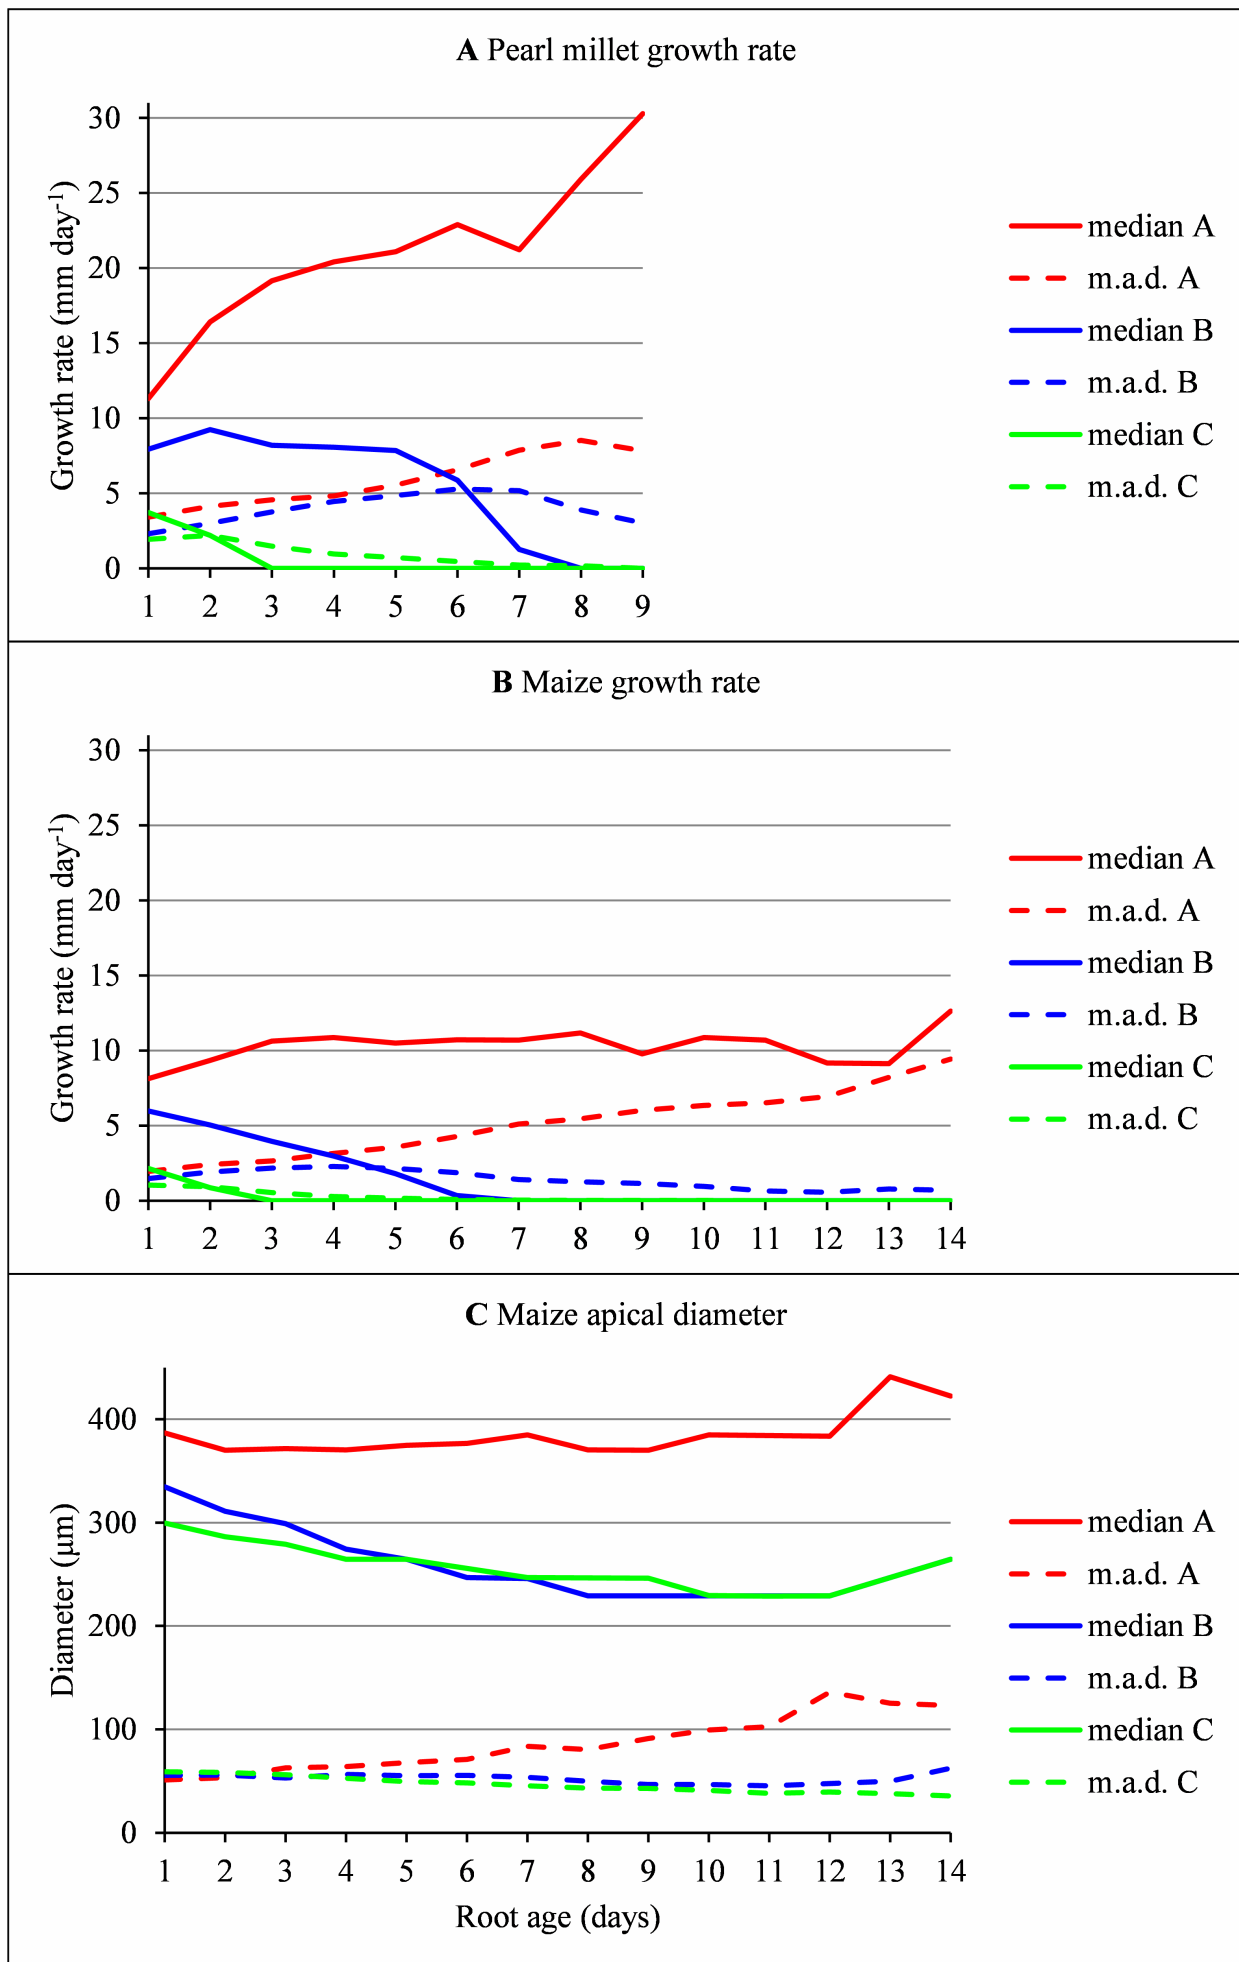 A Pearl millet growth rate
30
25
20
15
10
5
0
Growth rate (mm day-1)
1 2 3 4 5 6 7 8 9
median A
m.a.d. A
median B
m.a.d. B
median C
m.a.d. C
B Maize growth rate
30
25
20
15
10
5
0
Growth rate (mm day-1)
1 2 3 4 5 6 7 8 9 10 11 12 13 14
median A
m.a.d. A
median B
m.a.d. B
median C
m.a.d. C
C Maize apical diameter
400
300
200
100
0
Diameter (µm)
1 2 3 4 5 6 7 8 9 10 11 12 13 14
Root age (days)
median A
m.a.d. A
median B
m.a.d. B
median C
m.a.d. C